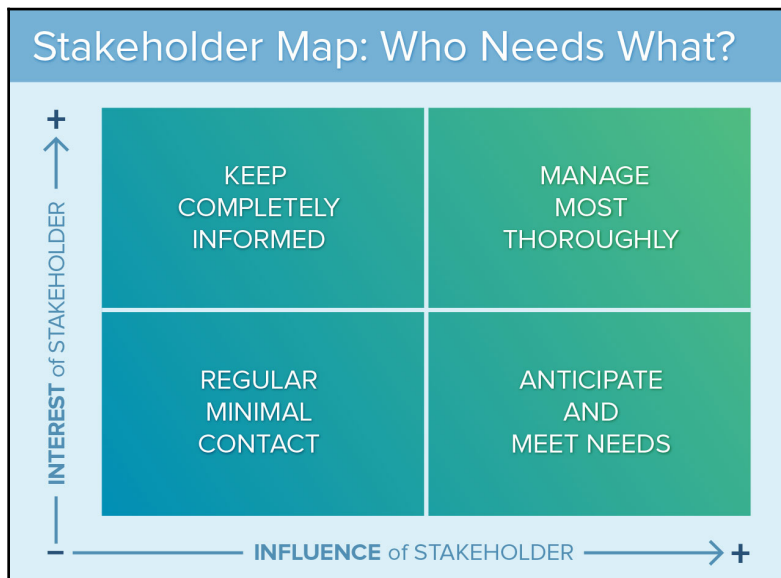 Stakeholder Map: Who Needs What?
+
INTEREST of STAKEHOLDER
KEEP
COMPLETELY
INFORMED
MANAGE
MOST
THOROUGHLY
REGULAR
MINIMAL
CONTACT
ANTICIPATE
AND
MEET NEEDS
–
INFLUENCE of STAKEHOLDER
+